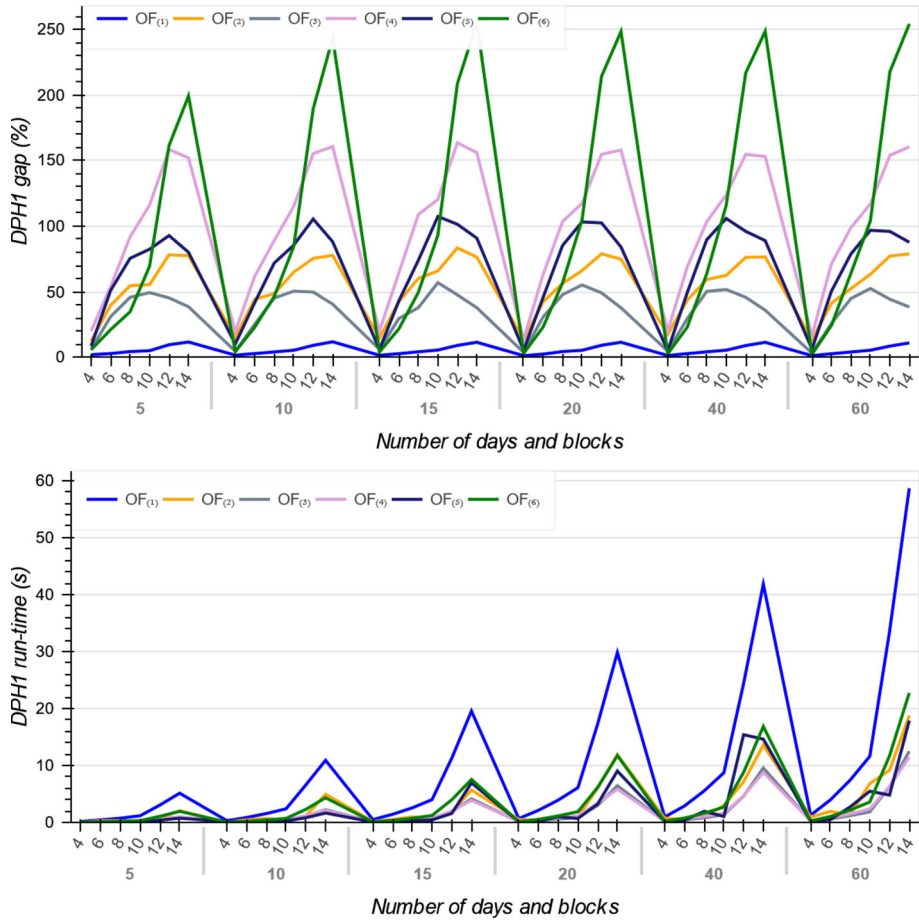 OF(1) OF(2) OF(3) OF(4) OF(5) OF(6)
250
200
150
100
50
0
DPH1 gap (%)
4 6 8 10 12 14 4 6 8 10 12 14 4 6 8 10 12 14 4 6 8 10 12 14 4 6 8 10 12 14 4 6 8 10 12 14
5 10 15 20 40 60
Number of days and blocks
OF(1) OF(2) OF(3) OF(4) OF(5) OF(6)
60
50
40
30
20
10
0
DPH1 run-time (s)
4 6 8 10 12 14 4 6 8 10 12 14 4 6 8 10 12 14 4 6 8 10 12 14 4 6 8 10 12 14 4 6 8 10 12 14
5 10 15 20 40 60
Number of days and blocks